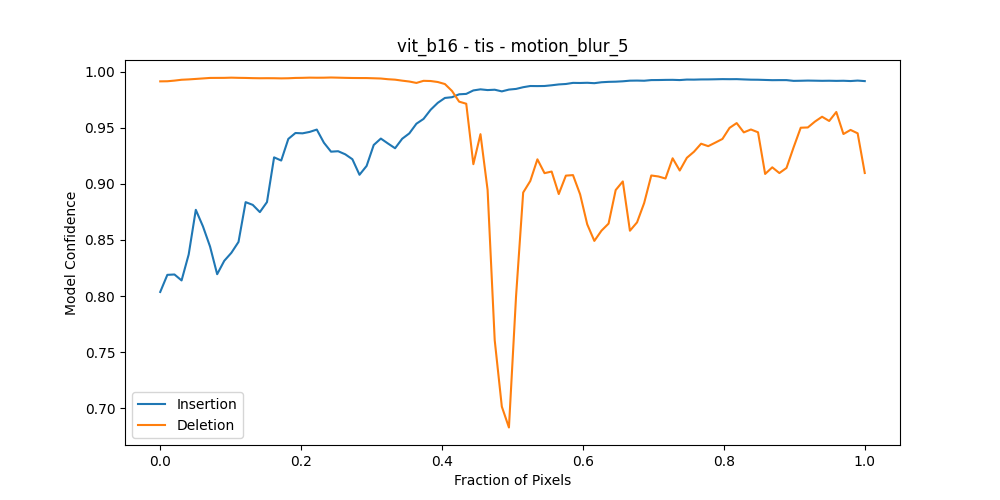 vit_b16 - tis - motion_blur_5
Model Confidence
1.00
0.95
0.90
0.85
0.80
0.75
0.70
Insertion
Deletion
0.0 0.2 0.4 0.6 0.8 1.0
Fraction of Pixels